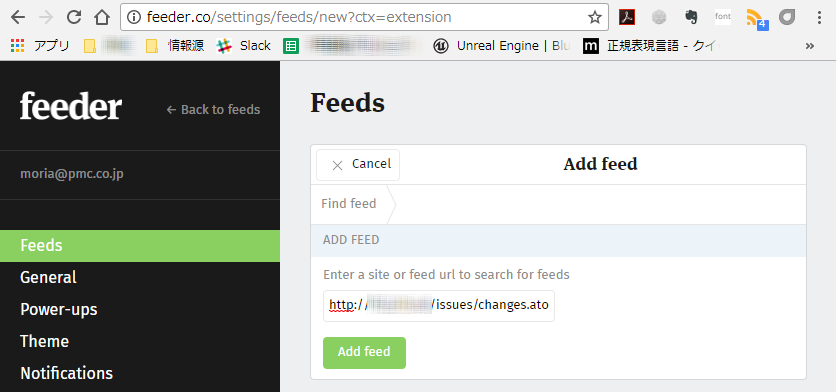 feeder.co/settings/feeds/new?ctx=extension
font
4
アプリ 情報源 Slack Unreal Engine | Blu 正規表現言語 - クイ
feeder
← Back to feeds
moria@pmc.co.jp
Feeds
General
Power-ups
Theme
Notifications
Feeds
Cancel
Add feed
Find feed
ADD FEED
Enter a site or feed url to search for feeds
http:// /issues/changes.ato
Add feed